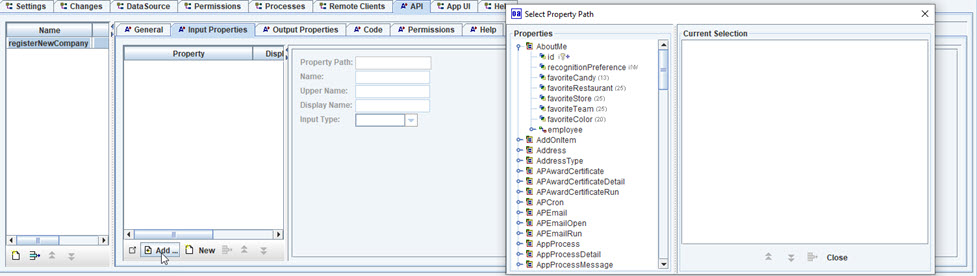 Settings Changes DataSource Permissions Processes Remote Clients API App UI Hel
Name
registerNewCompany
General Input Properties Output Properties Code Permissions Help
Property Displ
Property Path:
Name:
Upper Name:
Display Name:
Input Type:
Add ... New
Select Property Path
Properties
AboutMe
id
recognitionPreference
favoriteCandy (13)
favoriteRestaurant (25)
favoriteStore (25)
favoriteTeam (25)
favoriteColor (20)
employee
AddOnItem
Address
AddressType
APAwardCertificate
APAwardCertificateDetail
APAwardCertificateRun
APCron
APEmail
APEmailOpen
APEmailRun
AppProcess
AppProcessDetail
AppProcessMessage
Current Selection
Close